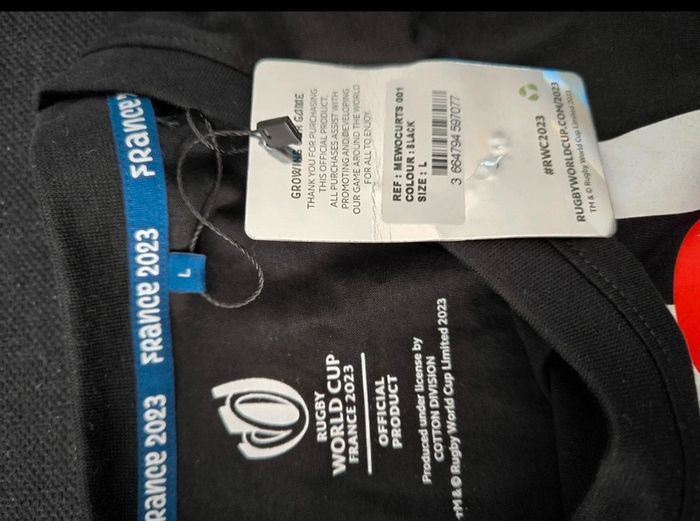 GROWING OUR GAME
THANK YOU FOR PURCHASING
THIS OFFICIAL PRODUCT.
ALL PURCHASES ASSIST WITH
PROMOTING AND DEVELOPING
OUR GAME AROUND THE WORLD
FOR ALL TO ENJOY.
REF : MEWOCURTS 001
COLOUR : BLACK
SIZE : L
3 664794 597077
#RWC2023
RUGBYWORLDCUP.COM/2023
TM & © Rugby World Cup Limited 2023
FRANCE 2023
FRANCE 2023
FRANCE
L
RUGBY
WORLD CUP
FRANCE 2023
OFFICIAL
PRODUCT
Produced under license by
COTTON DIVISION
TM & © Rugby World Cup Limited 2023